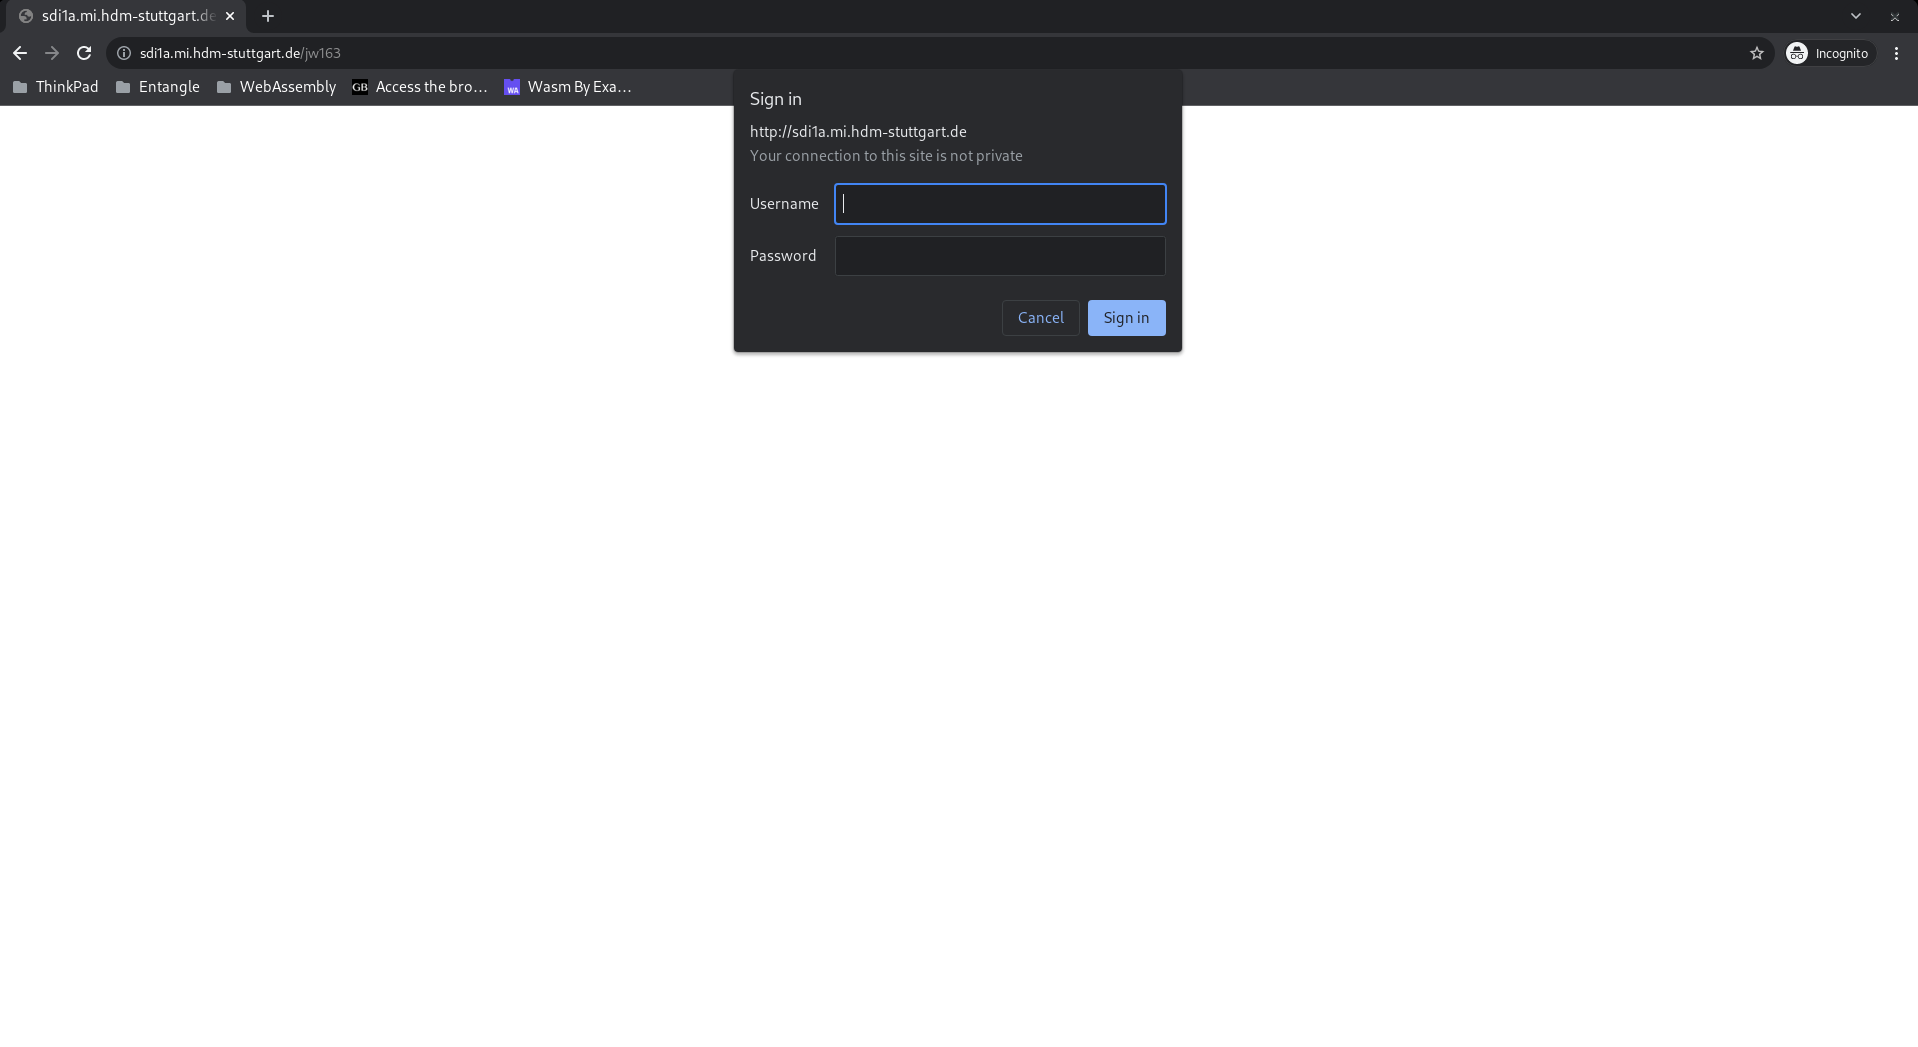 sdi1a.mi.hdm-stuttgart.de
sdi1a.mi.hdm-stuttgart.de/jw163
Incognito
ThinkPad
Entangle
WebAssembly
GB
Access the bro…
WA
Wasm By Exa…
Sign in
http://sdi1a.mi.hdm-stuttgart.de
Your connection to this site is not private
Username
Password
Cancel
Sign in